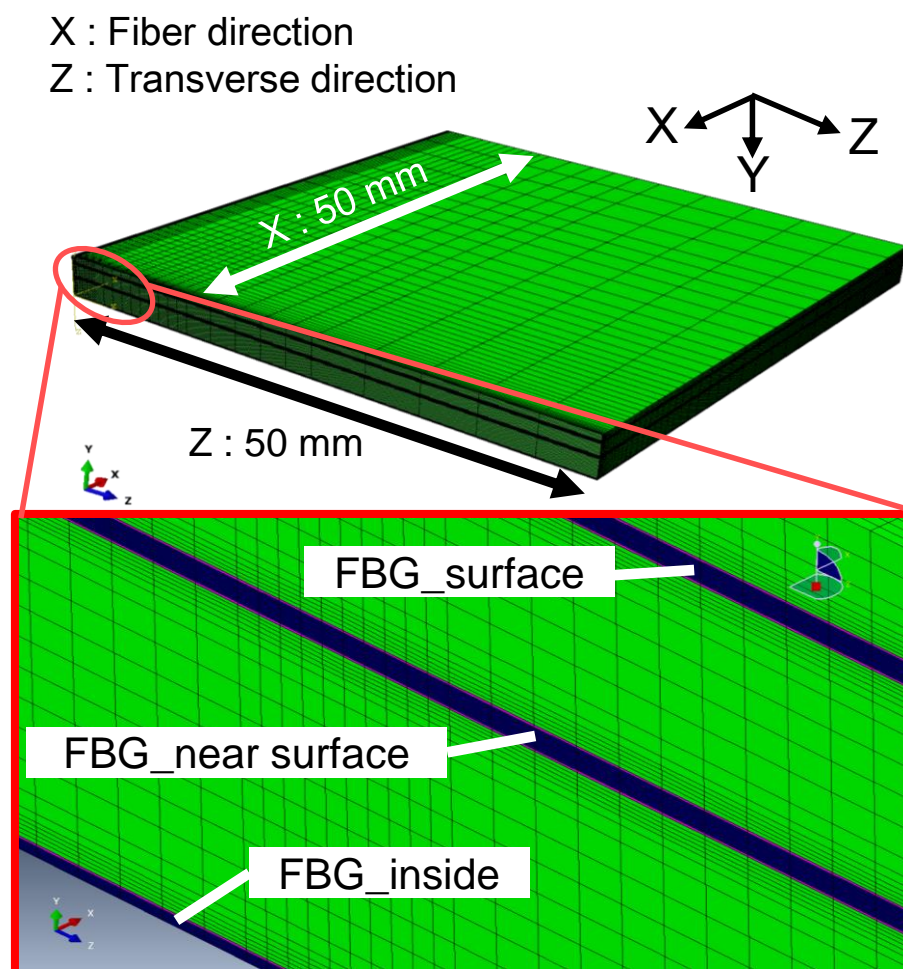 X : Fiber direction
Z : Transverse direction
X
Y
Z
X : 50 mm
Z : 50 mm
Y
X
Z
FBG_surface
FBG_near surface
FBG_inside
Y
X
Z